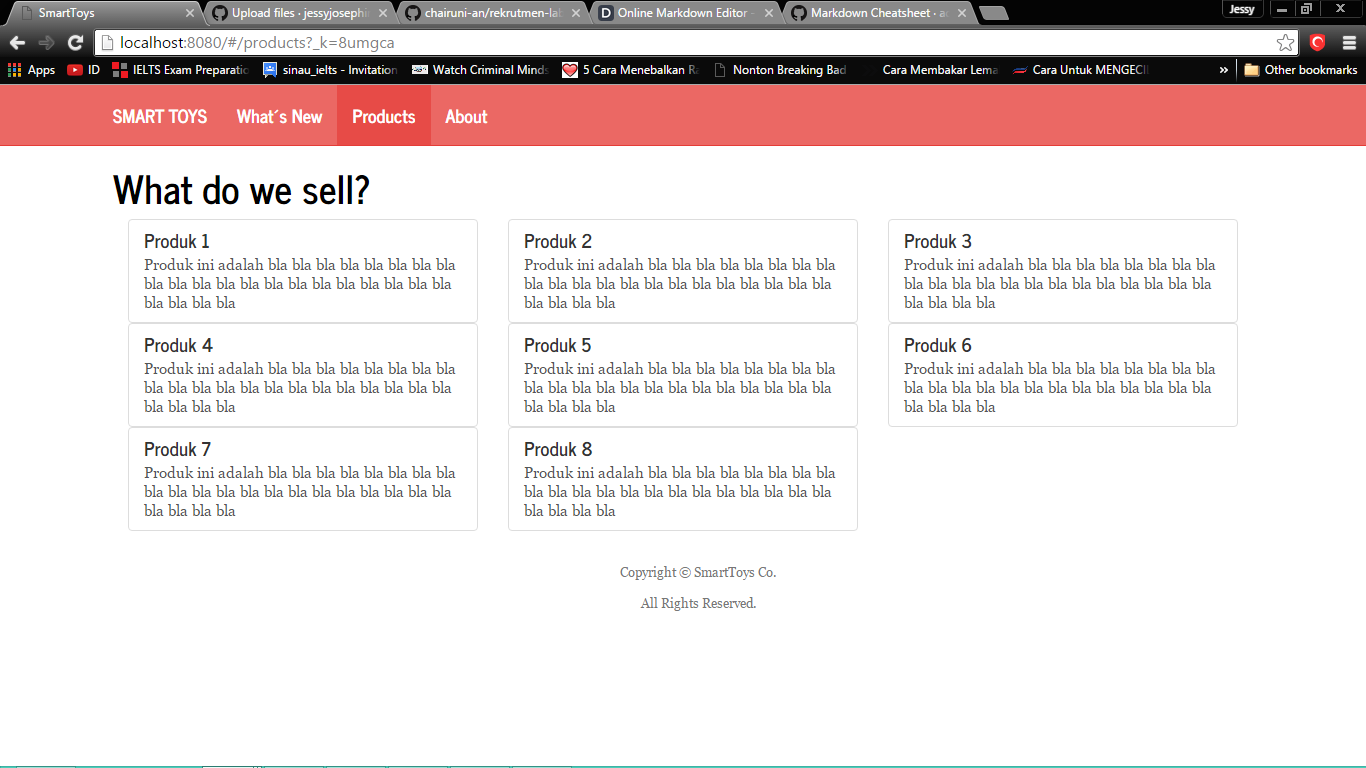 SmartToys
Upload files · jessyjosephi
chairuni-an/rekrutmen-lab
Online Markdown Editor -
Markdown Cheatsheet · a
Jessy
localhost:8080/#/products?_k=8umgca
Apps
ID
IELTS Exam Preparatio
sinau_ielts - Invitation
Watch Criminal Minds
5 Cara Menebalkan R
Nonton Breaking Bad
Cara Membakar Lema
Cara Untuk MENGECI
»
Other bookmarks
SMART TOYS What´s New Products About
What do we sell?
Produk 1
Produk ini adalah bla bla bla bla bla bla bla bla
bla bla bla bla bla bla bla bla bla bla bla bla bla
bla bla bla bla
Produk 2
Produk ini adalah bla bla bla bla bla bla bla bla
bla bla bla bla bla bla bla bla bla bla bla bla bla
bla bla bla bla
Produk 3
Produk ini adalah bla bla bla bla bla bla bla bla
bla bla bla bla bla bla bla bla bla bla bla bla bla
bla bla bla bla
Produk 4
Produk ini adalah bla bla bla bla bla bla bla bla
bla bla bla bla bla bla bla bla bla bla bla bla bla
bla bla bla bla
Produk 5
Produk ini adalah bla bla bla bla bla bla bla bla
bla bla bla bla bla bla bla bla bla bla bla bla bla
bla bla bla bla
Produk 6
Produk ini adalah bla bla bla bla bla bla bla bla
bla bla bla bla bla bla bla bla bla bla bla bla bla
bla bla bla bla
Produk 7
Produk ini adalah bla bla bla bla bla bla bla bla
bla bla bla bla bla bla bla bla bla bla bla bla bla
bla bla bla bla
Produk 8
Produk ini adalah bla bla bla bla bla bla bla bla
bla bla bla bla bla bla bla bla bla bla bla bla bla
bla bla bla bla
Copyright © SmartToys Co.
All Rights Reserved.